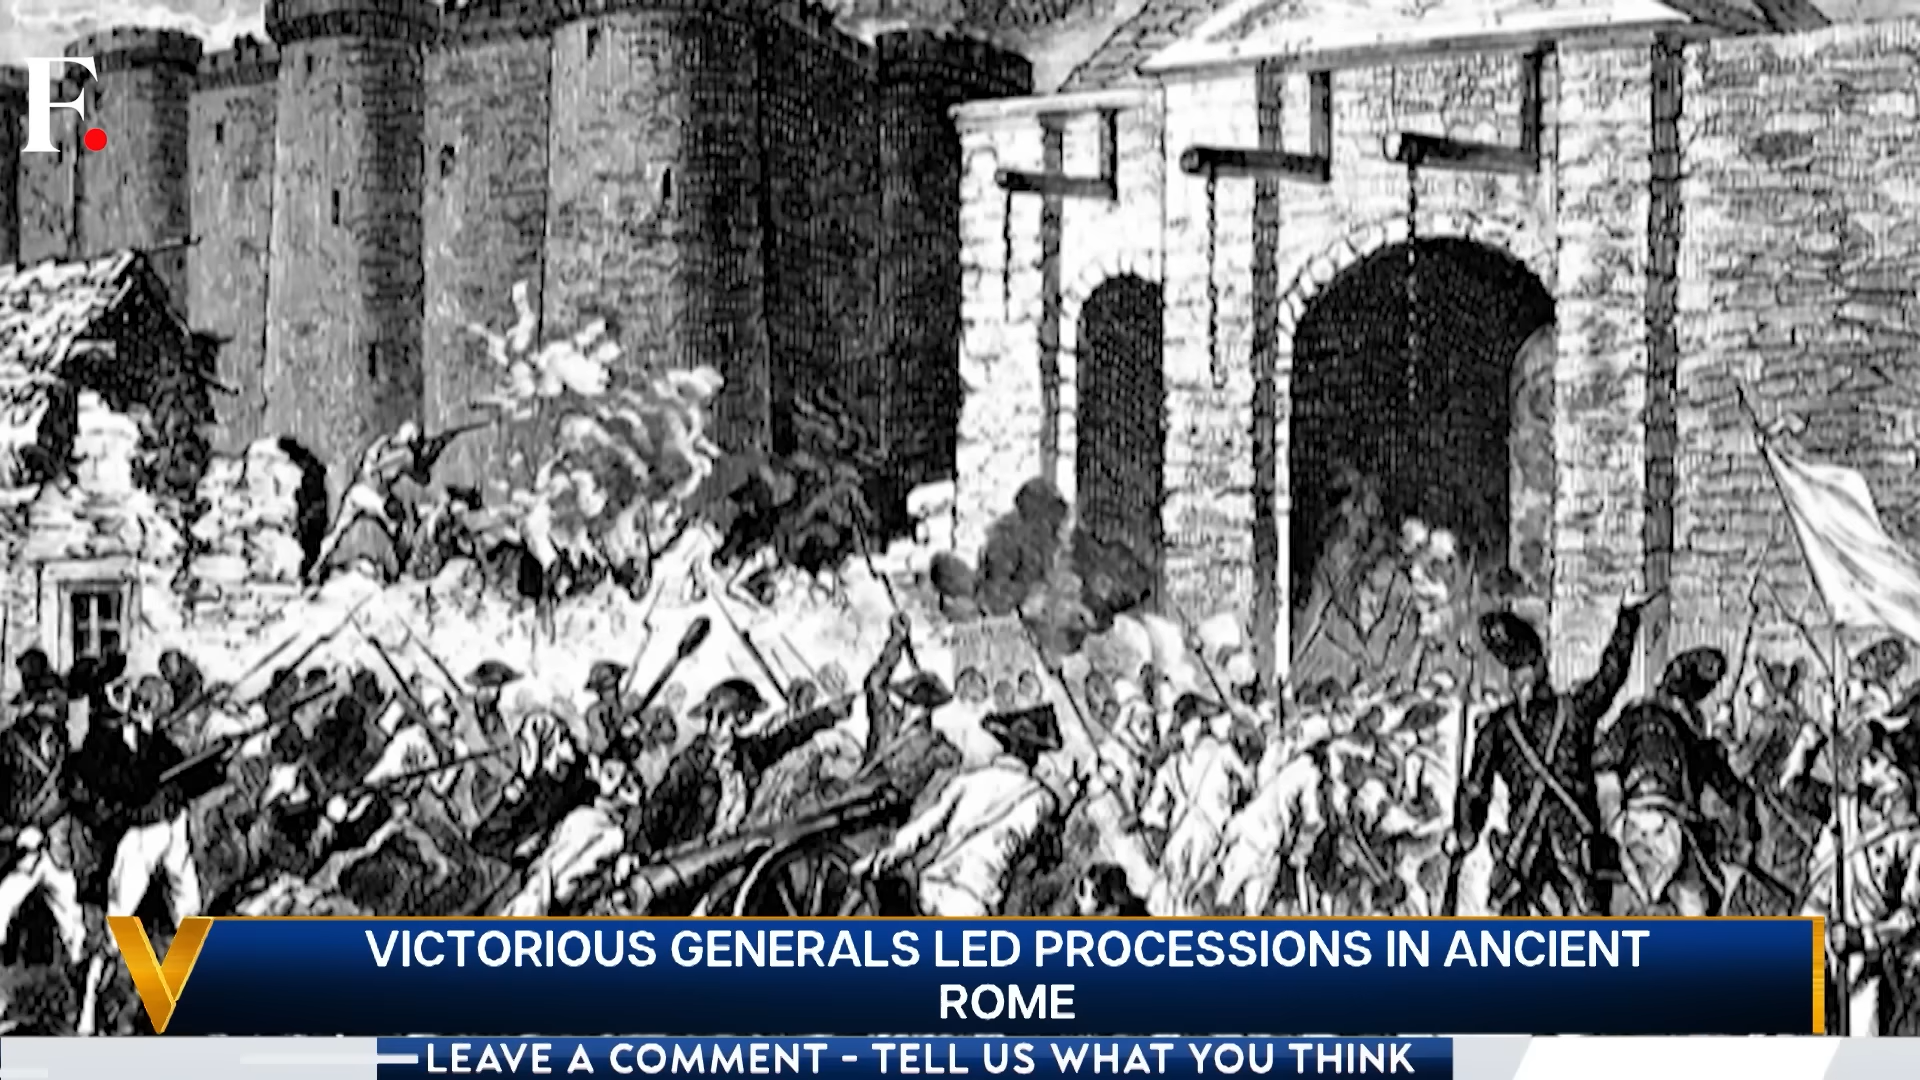 F.
VICTORIOUS GENERALS LED PROCESSIONS IN ANCIENT
ROME
LEAVE A COMMENT - TELL US WHAT YOU THINK